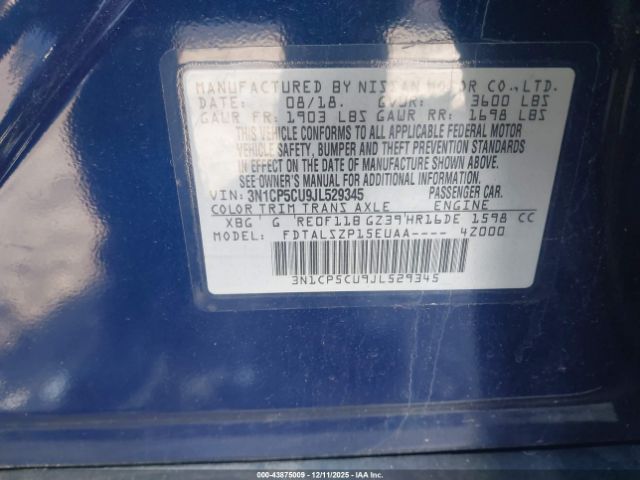 MANUFACTURED BY NISSAN MOTOR CO.,LTD.
DATE: 08/18. GVWR: 3600 LBS
GAWR FR: 1903 LBS GAWR RR: 1698 LBS
THIS VEHICLE CONFORMS TO ALL APPLICABLE FEDERAL MOTOR
VEHICLE SAFETY, BUMPER AND THEFT PREVENTION STANDARDS
IN EFFECT ON THE DATE OF MANUFACTURE SHOWN ABOVE.
SEE OWNER'S MANUAL FOR ADDITIONAL INFORMATION.
VIN: 3N1CP5CU9JL529345 PASSENGER CAR.
COLOR TRIM TRANS AXLE ENGINE
XBG G RE0F11B GZ39 HR16DE 1598 CC
MODEL: FDTALSZP15EUAA---- 4Z000
3N1CP5CU9JL529345
000-43875009 - 12/11/2025 - Copyright IAA, Inc.